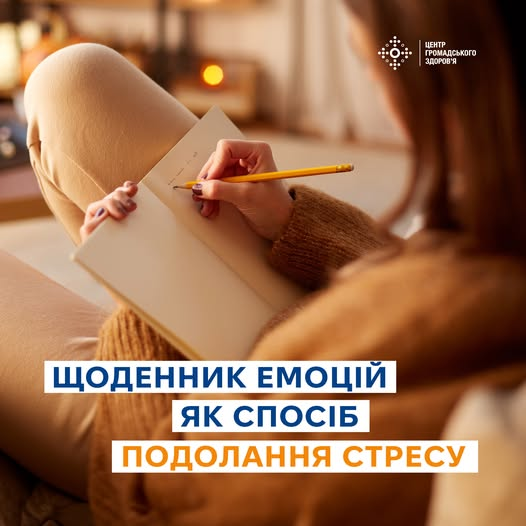 ЦЕНТР
ГРОМАДСЬКОГО
ЗДОРОВ'Я
ЩОДЕННИК ЕМОЦІЙ
ЯК СПОСІБ
ПОДОЛАННЯ СТРЕСУ